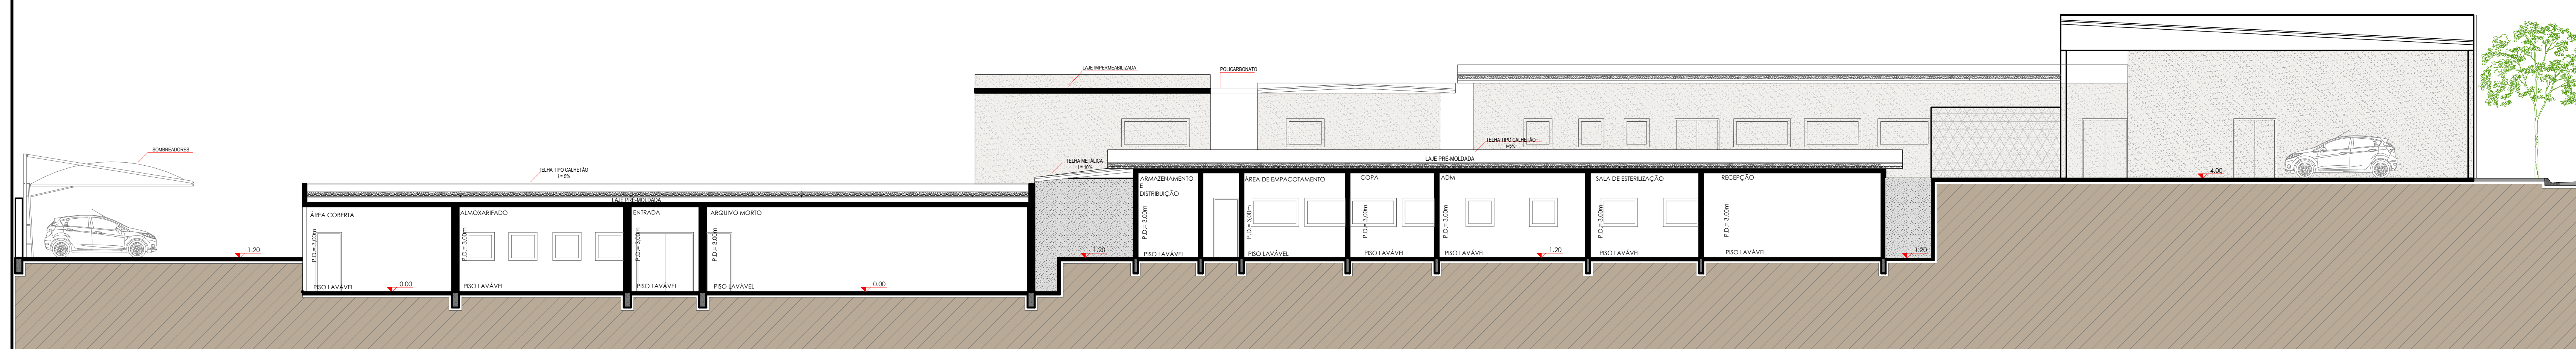 LAJE IMPERMEABILIZADA
POLICARBONATO
SOMBREADORES
TELHA TIPO CALHETÃO
i = 5%
LAJE PRÉ-MOLDADA
TELHA METÁLICA
i = 10%
TELHA TIPO CALHETÃO
i=5%
LAJE PRÉ-MOLDADA
1.20
ÁREA COBERTA
P.D.= 3,00m
PISO LAVÁVEL
0.00
ALMOXARIFADO
P.D.= 3,00m
PISO LAVÁVEL
ENTRADA
P.D.= 3,00m
PISO LAVÁVEL
ARQUIVO MORTO
P.D.= 3,00m
PISO LAVÁVEL
0.00
1.20
ARMAZENAMENTO
E
DISTRIBUIÇÃO
P.D.= 3,00m
PISO LAVÁVEL
ÁREA DE EMPACOTAMENTO
P.D.= 3,00m
PISO LAVÁVEL
COPA
P.D.= 3,00m
PISO LAVÁVEL
ADM
P.D.= 3,00m
PISO LAVÁVEL
1.20
SALA DE ESTERILIZAÇÃO
P.D.= 3,00m
PISO LAVÁVEL
RECEPÇÃO
P.D.= 3,00m
PISO LAVÁVEL
1.20
4.00